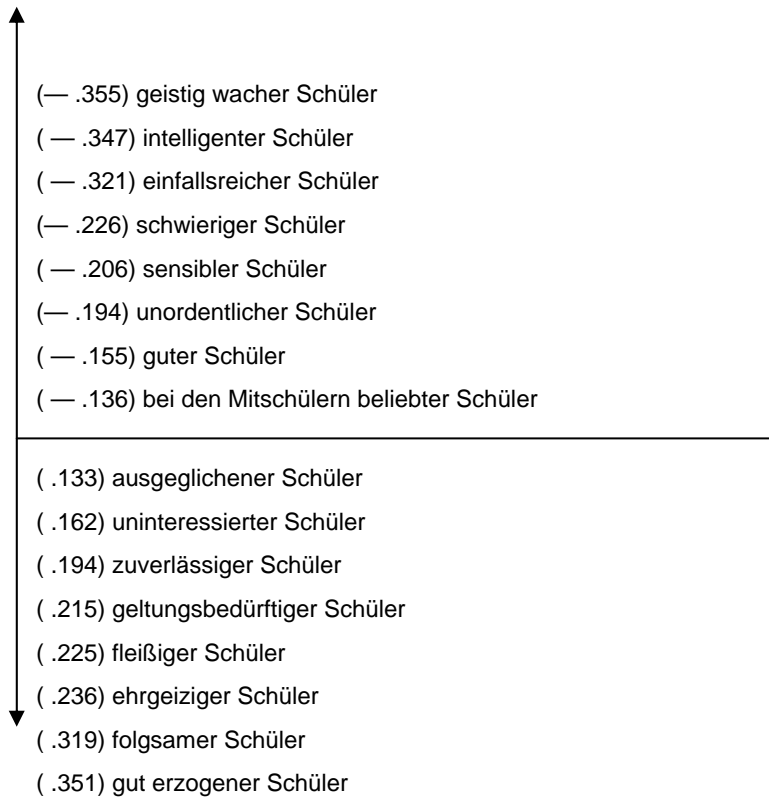 (— .355) geistig wacher Schüler
( — .347) intelligenter Schüler
( — .321) einfallsreicher Schüler
(— .226) schwieriger Schüler
( — .206) sensibler Schüler
(— .194) unordentlicher Schüler
( — .155) guter Schüler
( — .136) bei den Mitschülern beliebter Schüler
( .133) ausgeglichener Schüler
( .162) uninteressierter Schüler
( .194) zuverlässiger Schüler
( .215) geltungsbedürftiger Schüler
( .225) fleißiger Schüler
( .236) ehrgeiziger Schüler
( .319) folgsamer Schüler
( .351) gut erzogener Schüler